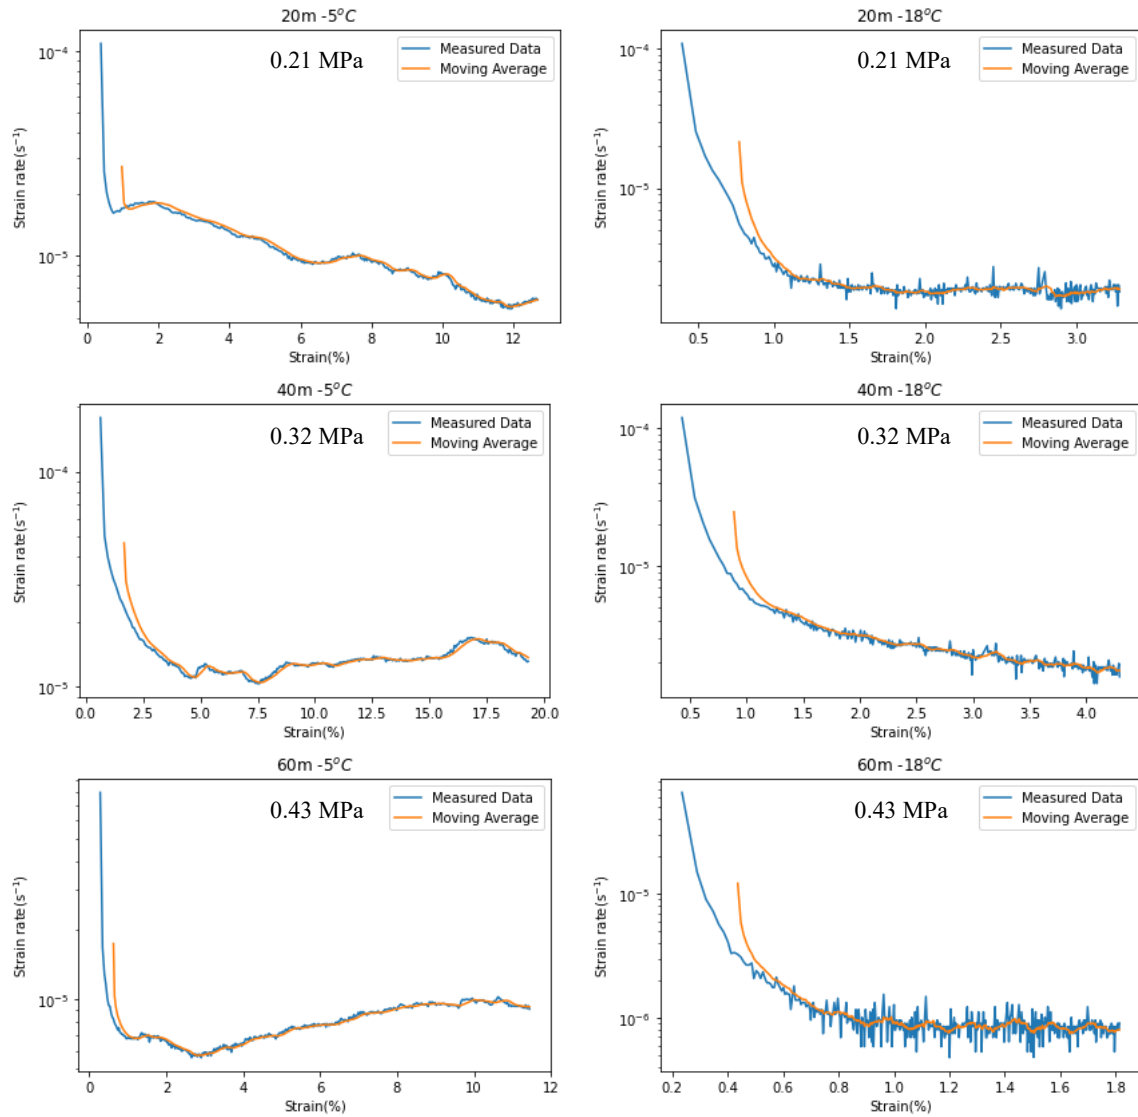 20m -5°C
0.21 MPa
Measured Data
Moving Average
10⁻⁴
10⁻⁵
Strain rate(s⁻¹)
0 2 4 6 8 10 12
Strain(%)
20m -18°C
0.21 MPa
Measured Data
Moving Average
10⁻⁴
10⁻⁵
Strain rate(s⁻¹)
0.5 1.0 1.5 2.0 2.5 3.0
Strain(%)
40m -5°C
0.32 MPa
Measured Data
Moving Average
10⁻⁴
10⁻⁵
Strain rate(s⁻¹)
0.0 2.5 5.0 7.5 10.0 12.5 15.0 17.5 20.0
Strain(%)
40m -18°C
0.32 MPa
Measured Data
Moving Average
10⁻⁴
10⁻⁵
Strain rate(s⁻¹)
0.5 1.0 1.5 2.0 2.5 3.0 3.5 4.0
Strain(%)
60m -5°C
0.43 MPa
Measured Data
Moving Average
10⁻⁵
Strain rate(s⁻¹)
0 2 4 6 8 10 12
Strain(%)
60m -18°C
0.43 MPa
Measured Data
Moving Average
10⁻⁵
10⁻⁶
Strain rate(s⁻¹)
0.2 0.4 0.6 0.8 1.0 1.2 1.4 1.6 1.8
Strain(%)